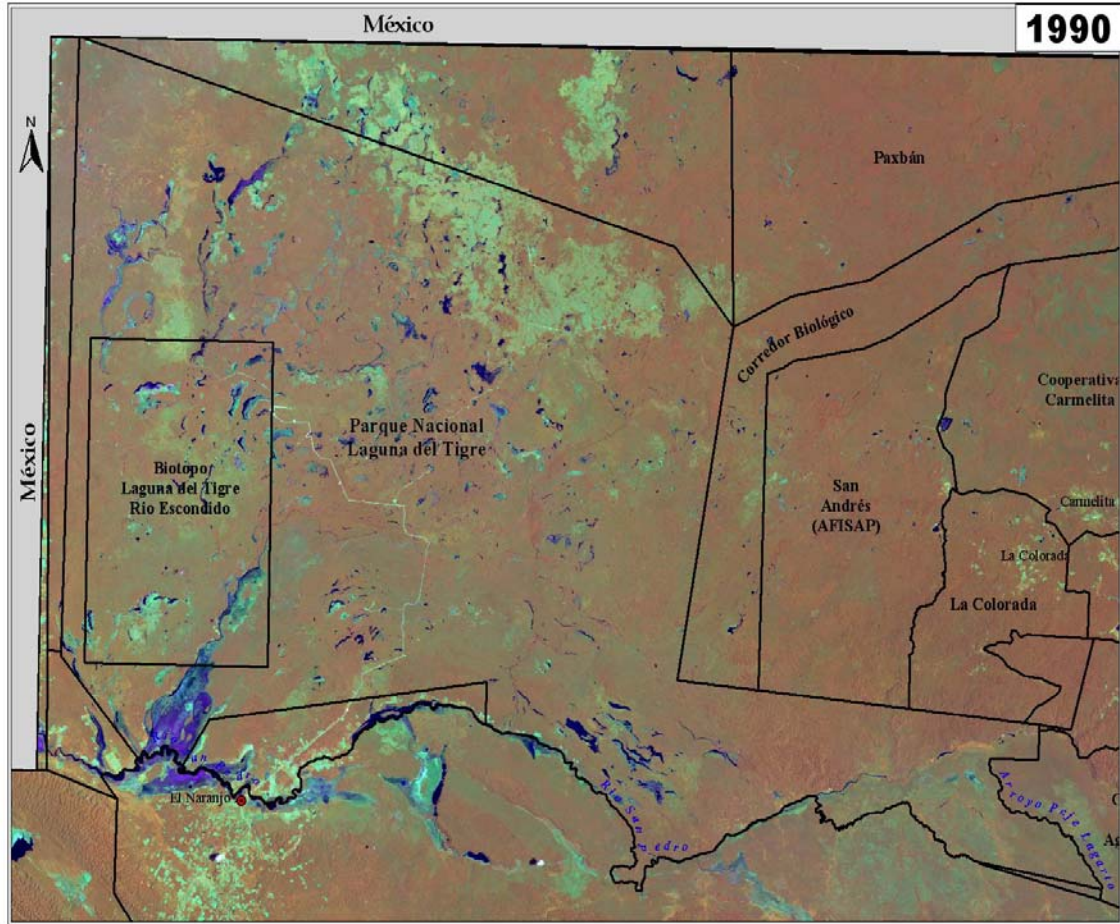 México
1990
N
Paxbán
Corredor Biológico
Cooperativa
Carmelita
México
Parque Nacional
Laguna del Tigre
Biotopo
Laguna del Tigre
Rio Escondido
San
Andrés
(AFISAP)
Carmelita
La Colorada
La Colorada
El Naranjo
Río San Pedro
Arroyo Peje Lagarto